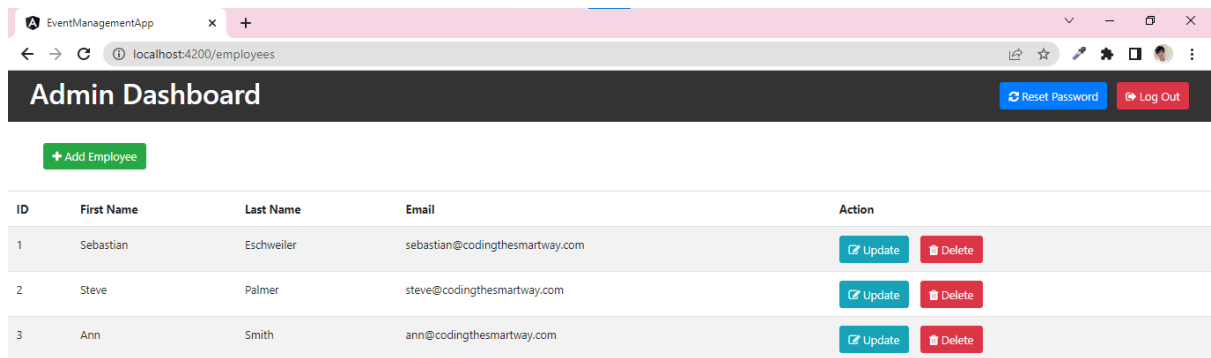 EventManagementApp
localhost:4200/employees
Admin Dashboard Reset Password Log Out
Add Employee
ID First Name Last Name Email Action
1 Sebastian Eschweiler sebastian@codingthesmartway.com Update Delete
2 Steve Palmer steve@codingthesmartway.com Update Delete
3 Ann Smith ann@codingthesmartway.com Update Delete